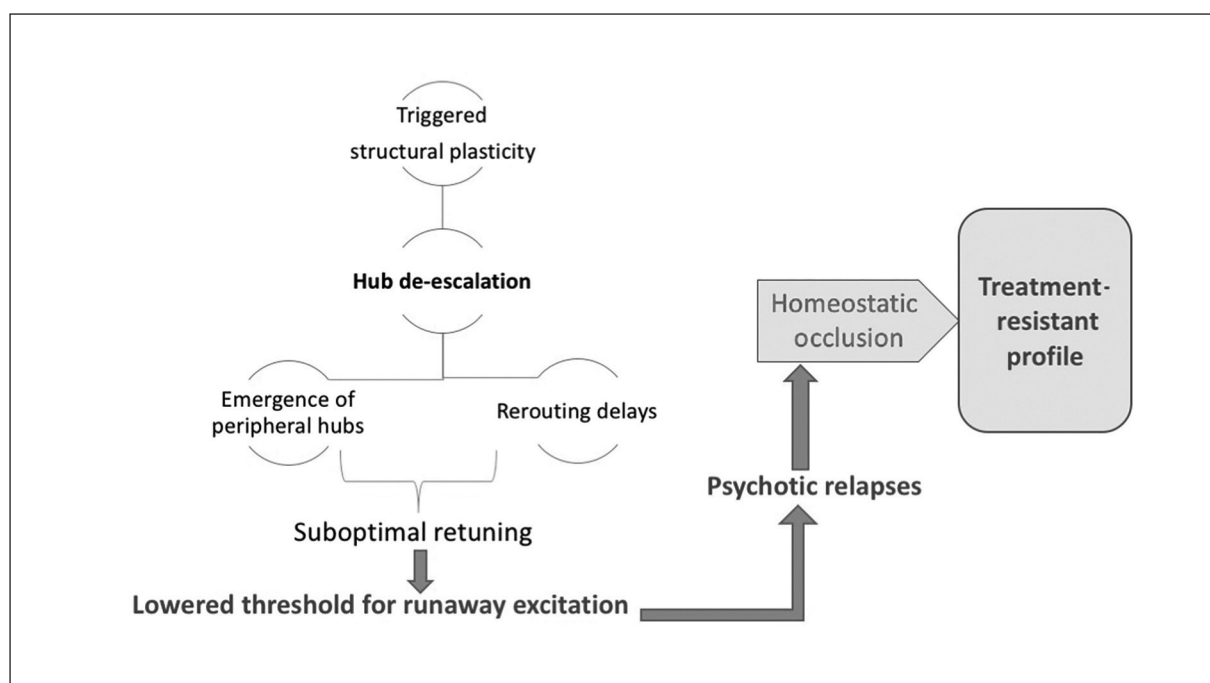 Triggered
structural plasticity
Hub de-escalation
Emergence of
peripheral hubs
Rerouting delays
Suboptimal retuning
Lowered threshold for runaway excitation
Psychotic relapses
Homeostatic
occlusion
Treatment-
resistant
profile